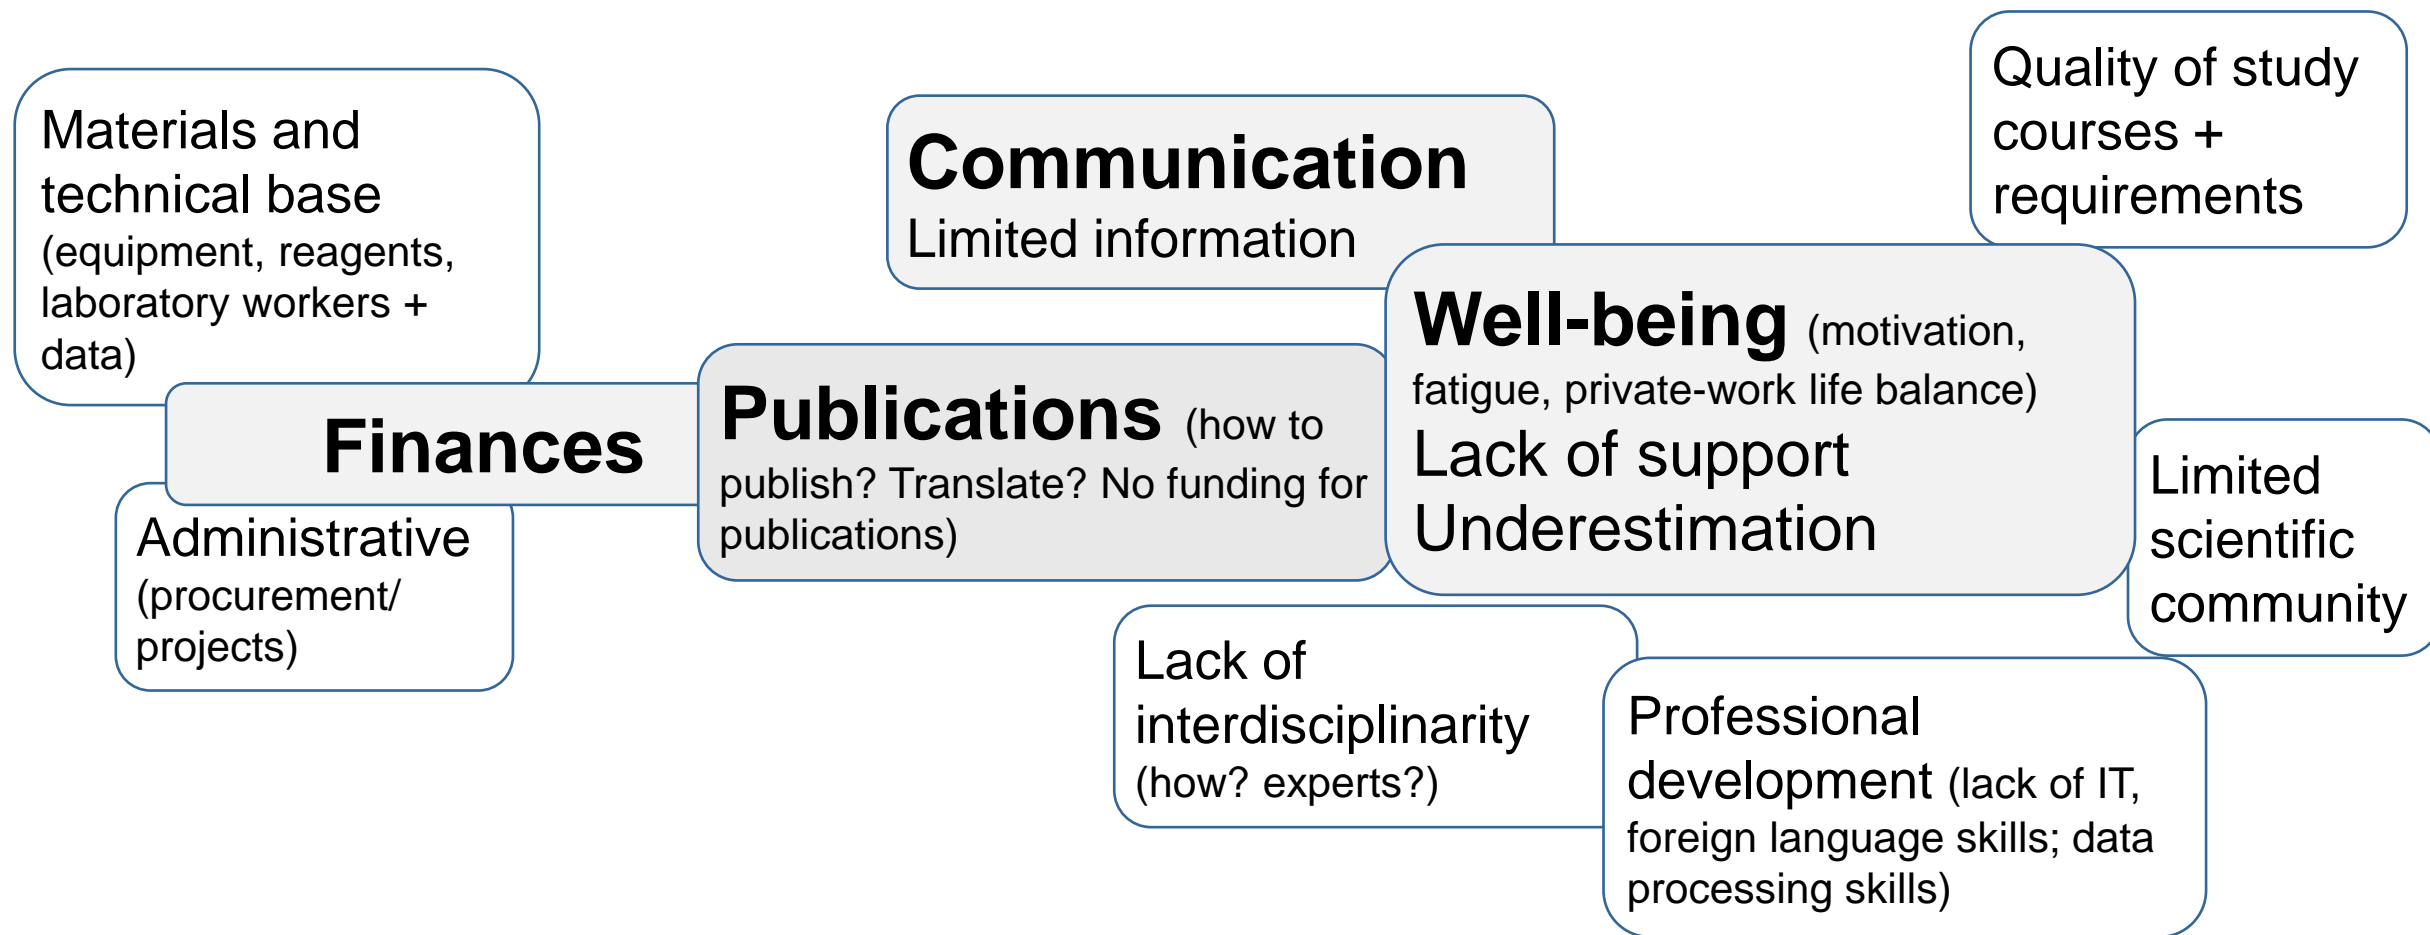 Materials and
technical base
(equipment, reagents,
laboratory workers +
data)
Communication
Limited information
Quality of study
courses +
requirements
Finances
Publications (how to
publish? Translate? No funding for
publications)
Well-being (motivation,
fatigue, private-work life balance)
Lack of support
Underestimation
Administrative
(procurement/
projects)
Limited
scientific
community
Lack of
interdisciplinarity
(how? experts?)
Professional
development (lack of IT,
foreign language skills; data
processing skills)